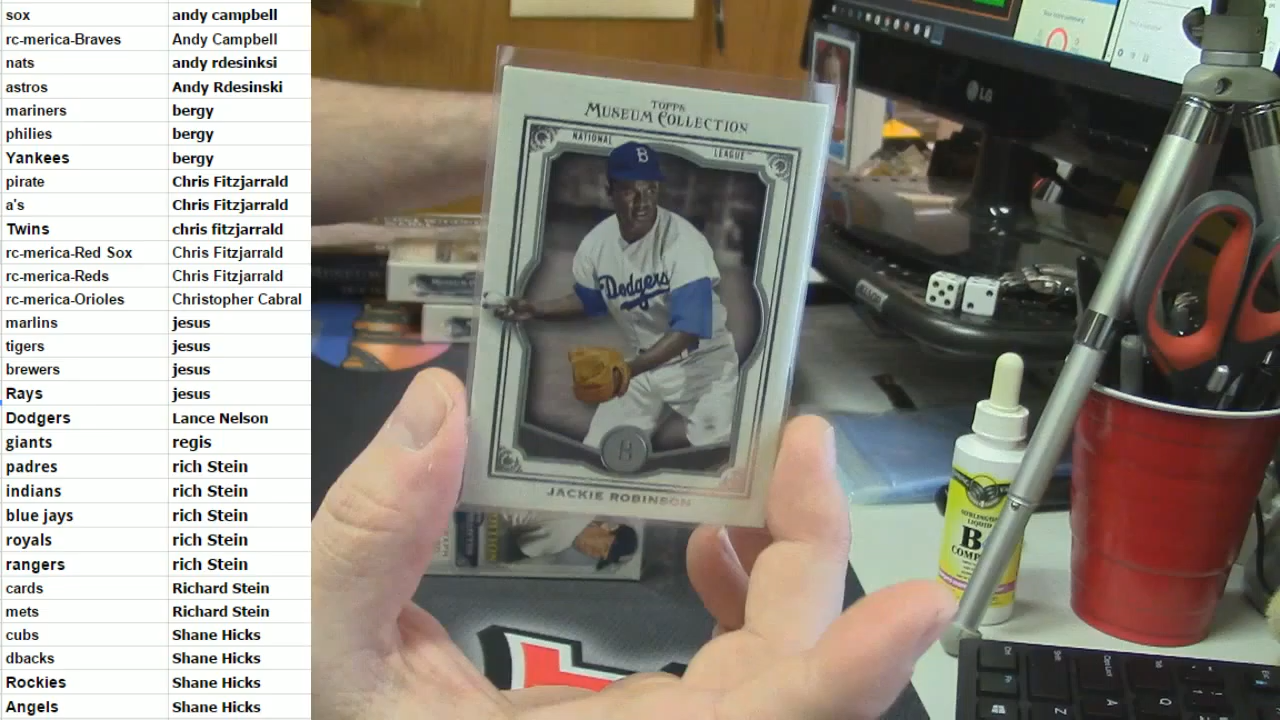 sox andy campbell
rc-merica-Braves Andy Campbell
nats andy rdesinksi
astros Andy Rdesinski
mariners bergy
philies bergy
Yankees bergy
pirate Chris Fitzjarrald
a's Chris Fitzjarrald
Twins chris fitzjarrald
rc-merica-Red Sox Chris Fitzjarrald
rc-merica-Reds Chris Fitzjarrald
rc-merica-Orioles Christopher Cabral
marlins jesus
tigers jesus
brewers jesus
Rays jesus
Dodgers Lance Nelson
giants regis
padres rich Stein
indians rich Stein
blue jays rich Stein
royals rich Stein
rangers rich Stein
cards Richard Stein
mets Richard Stein
cubs Shane Hicks
dbacks Shane Hicks
Rockies Shane Hicks
Angels Shane Hicks
TOPPS
MUSEUM COLLECTION
NATIONAL LEAGUE
B
Dodgers
JACKIE ROBINSON
LG
LIQUID
B